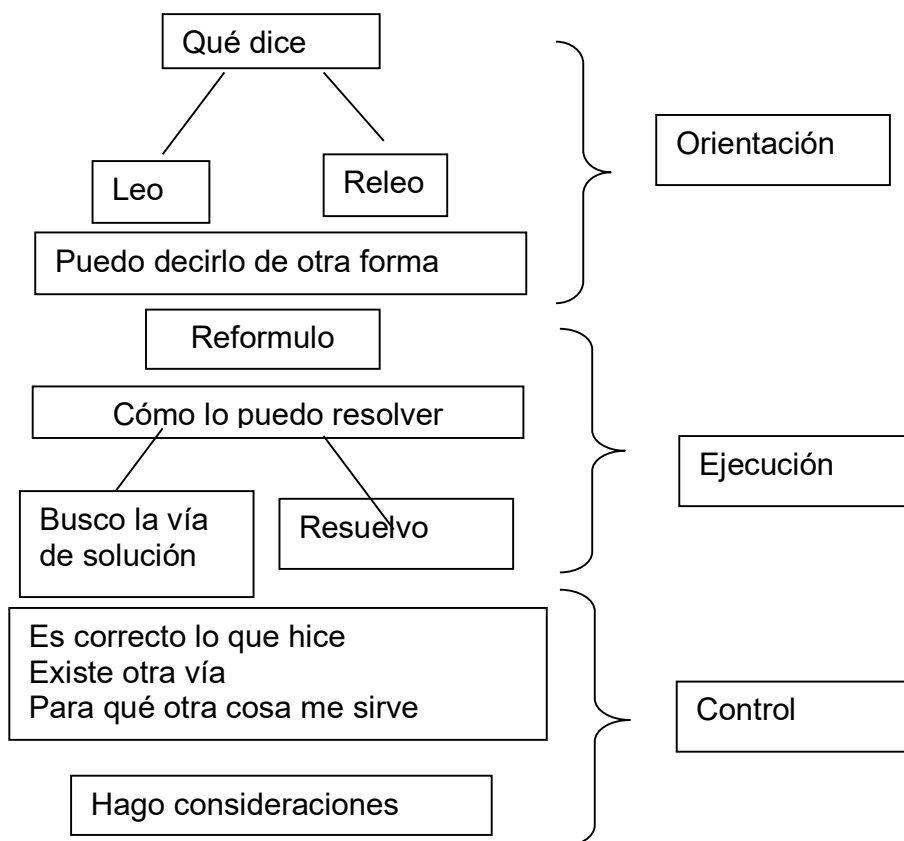 Qué dice
Orientación
Leo
Releo
Puedo decirlo de otra forma
Reformulo
Cómo lo puedo resolver
Ejecución
Busco la vía
de solución
Resuelvo
Es correcto lo que hice
Existe otra vía
Para qué otra cosa me sirve
Control
Hago consideraciones